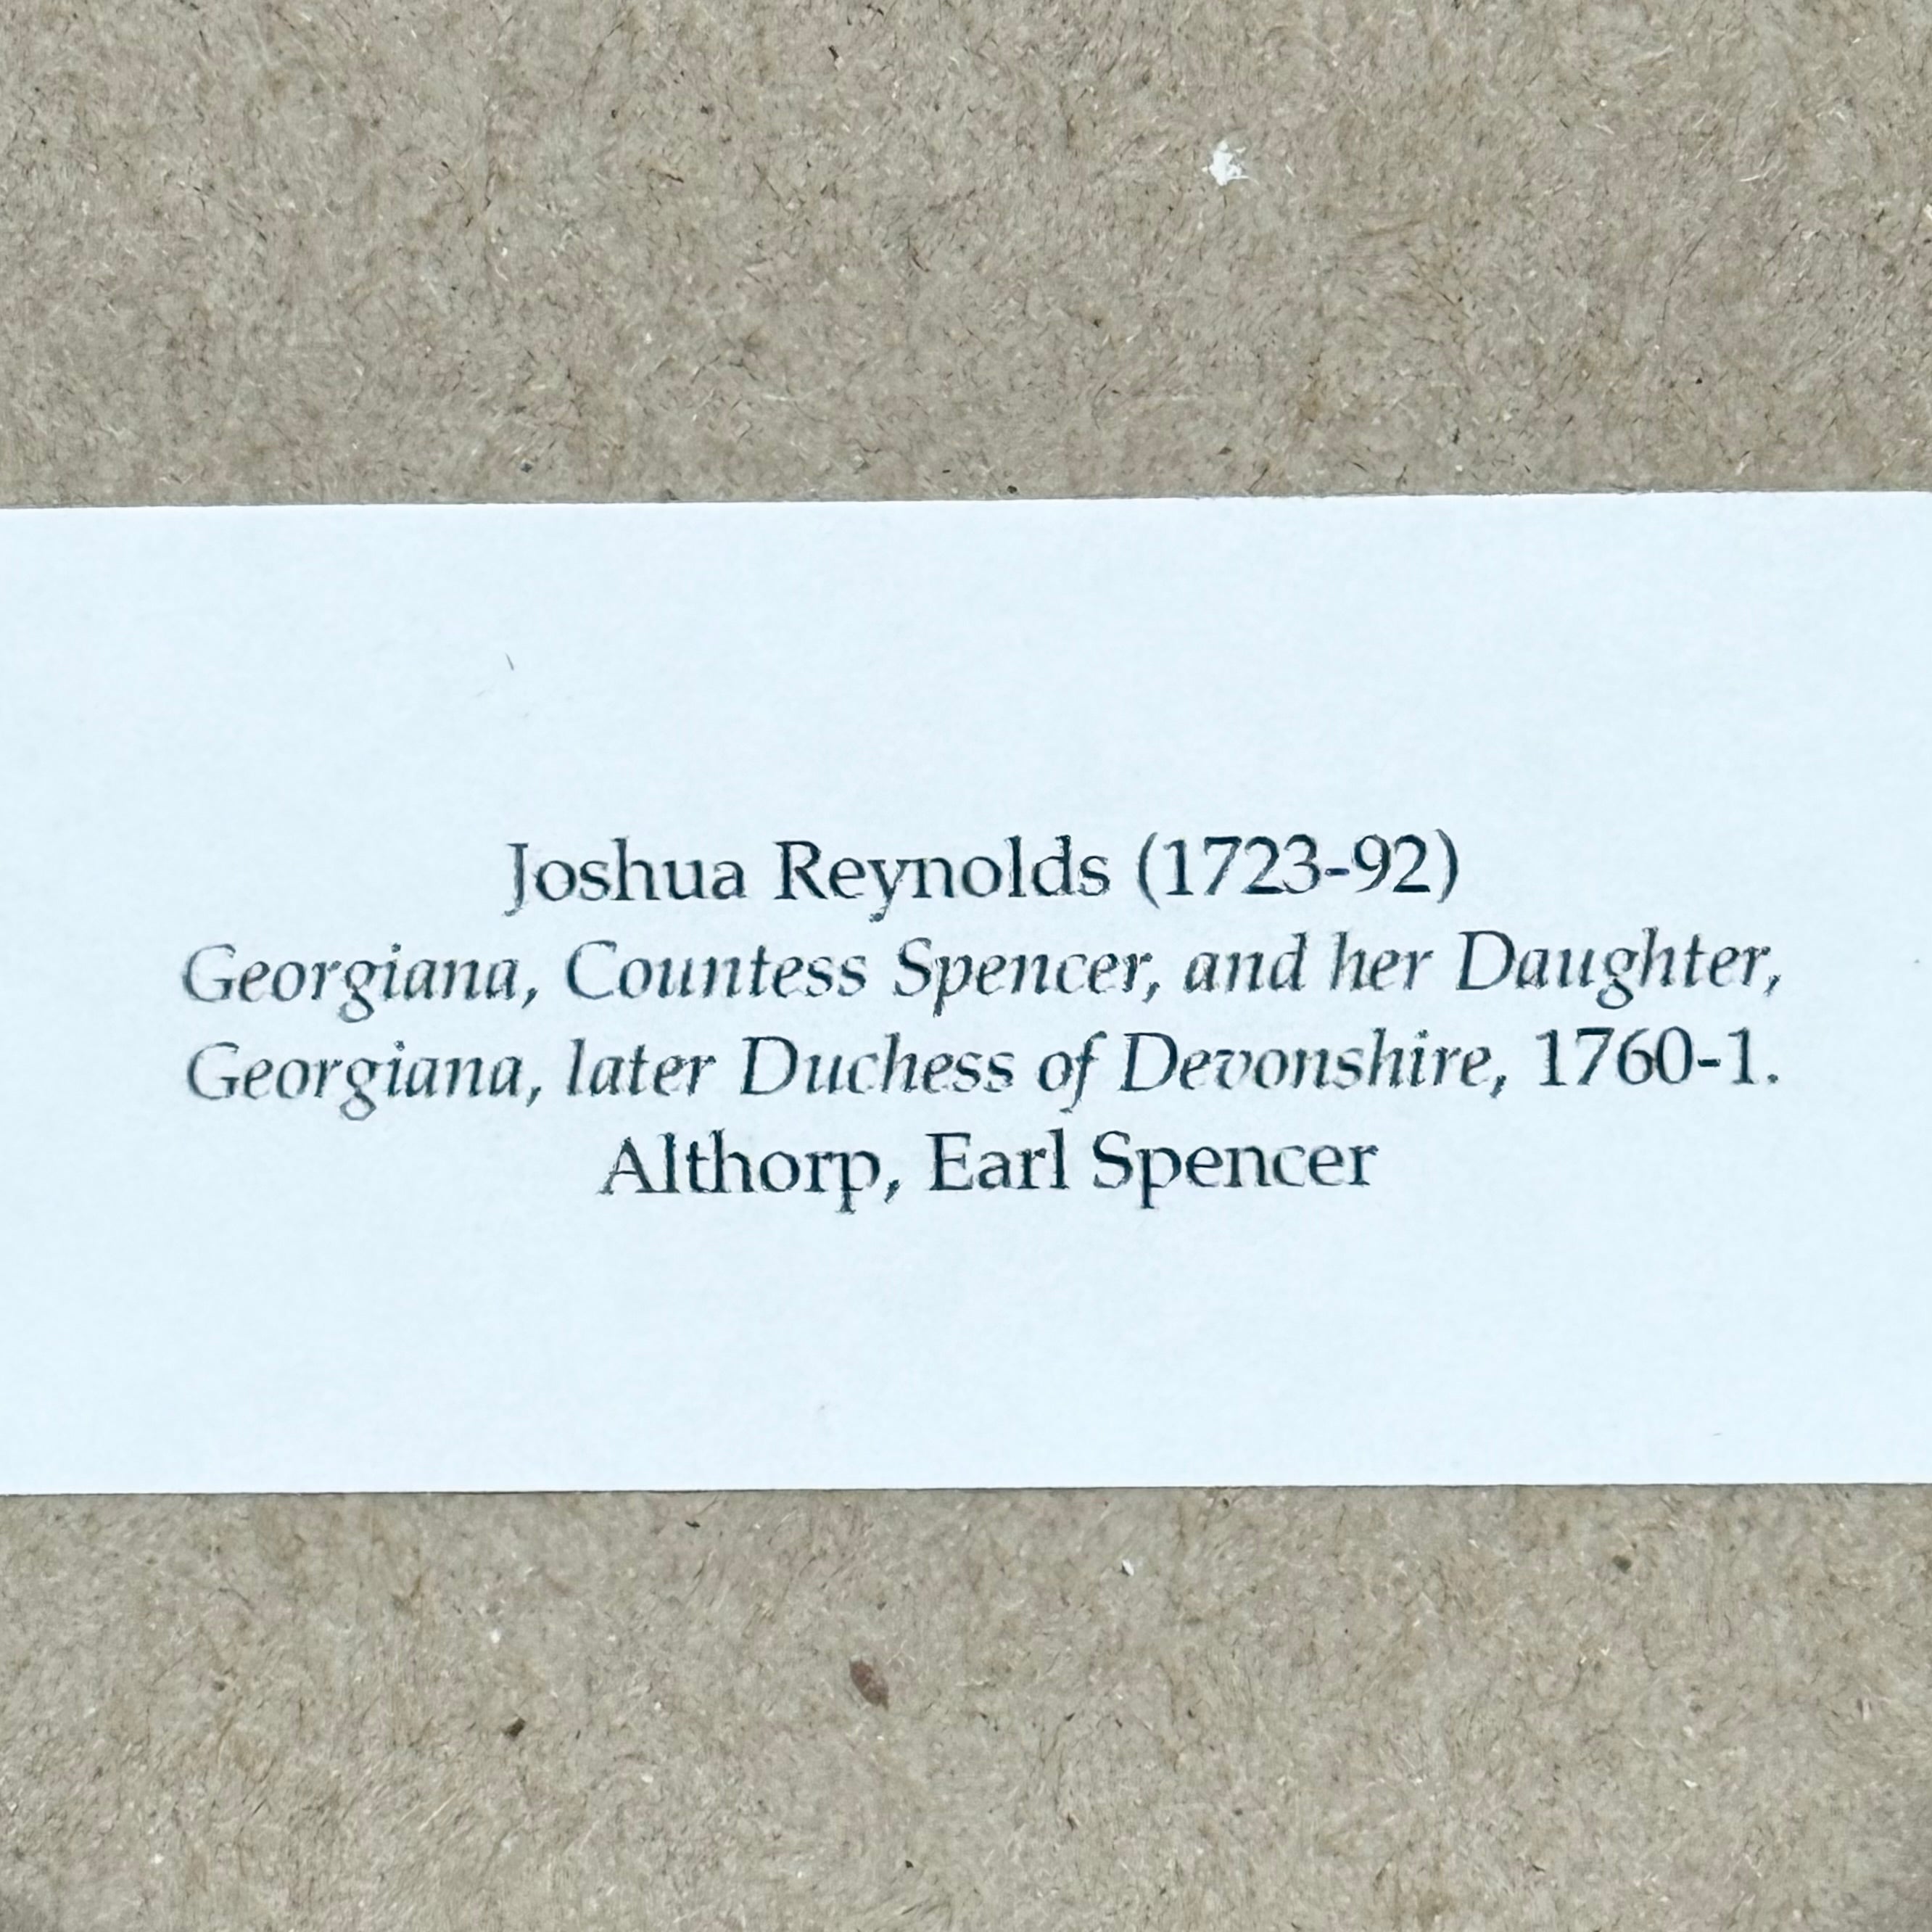 Joshua Reynolds (1723-92)
Georgiana, Countess Spencer, and her Daughter,
Georgiana, later Duchess of Devonshire, 1760-1.
Althorp, Earl Spencer